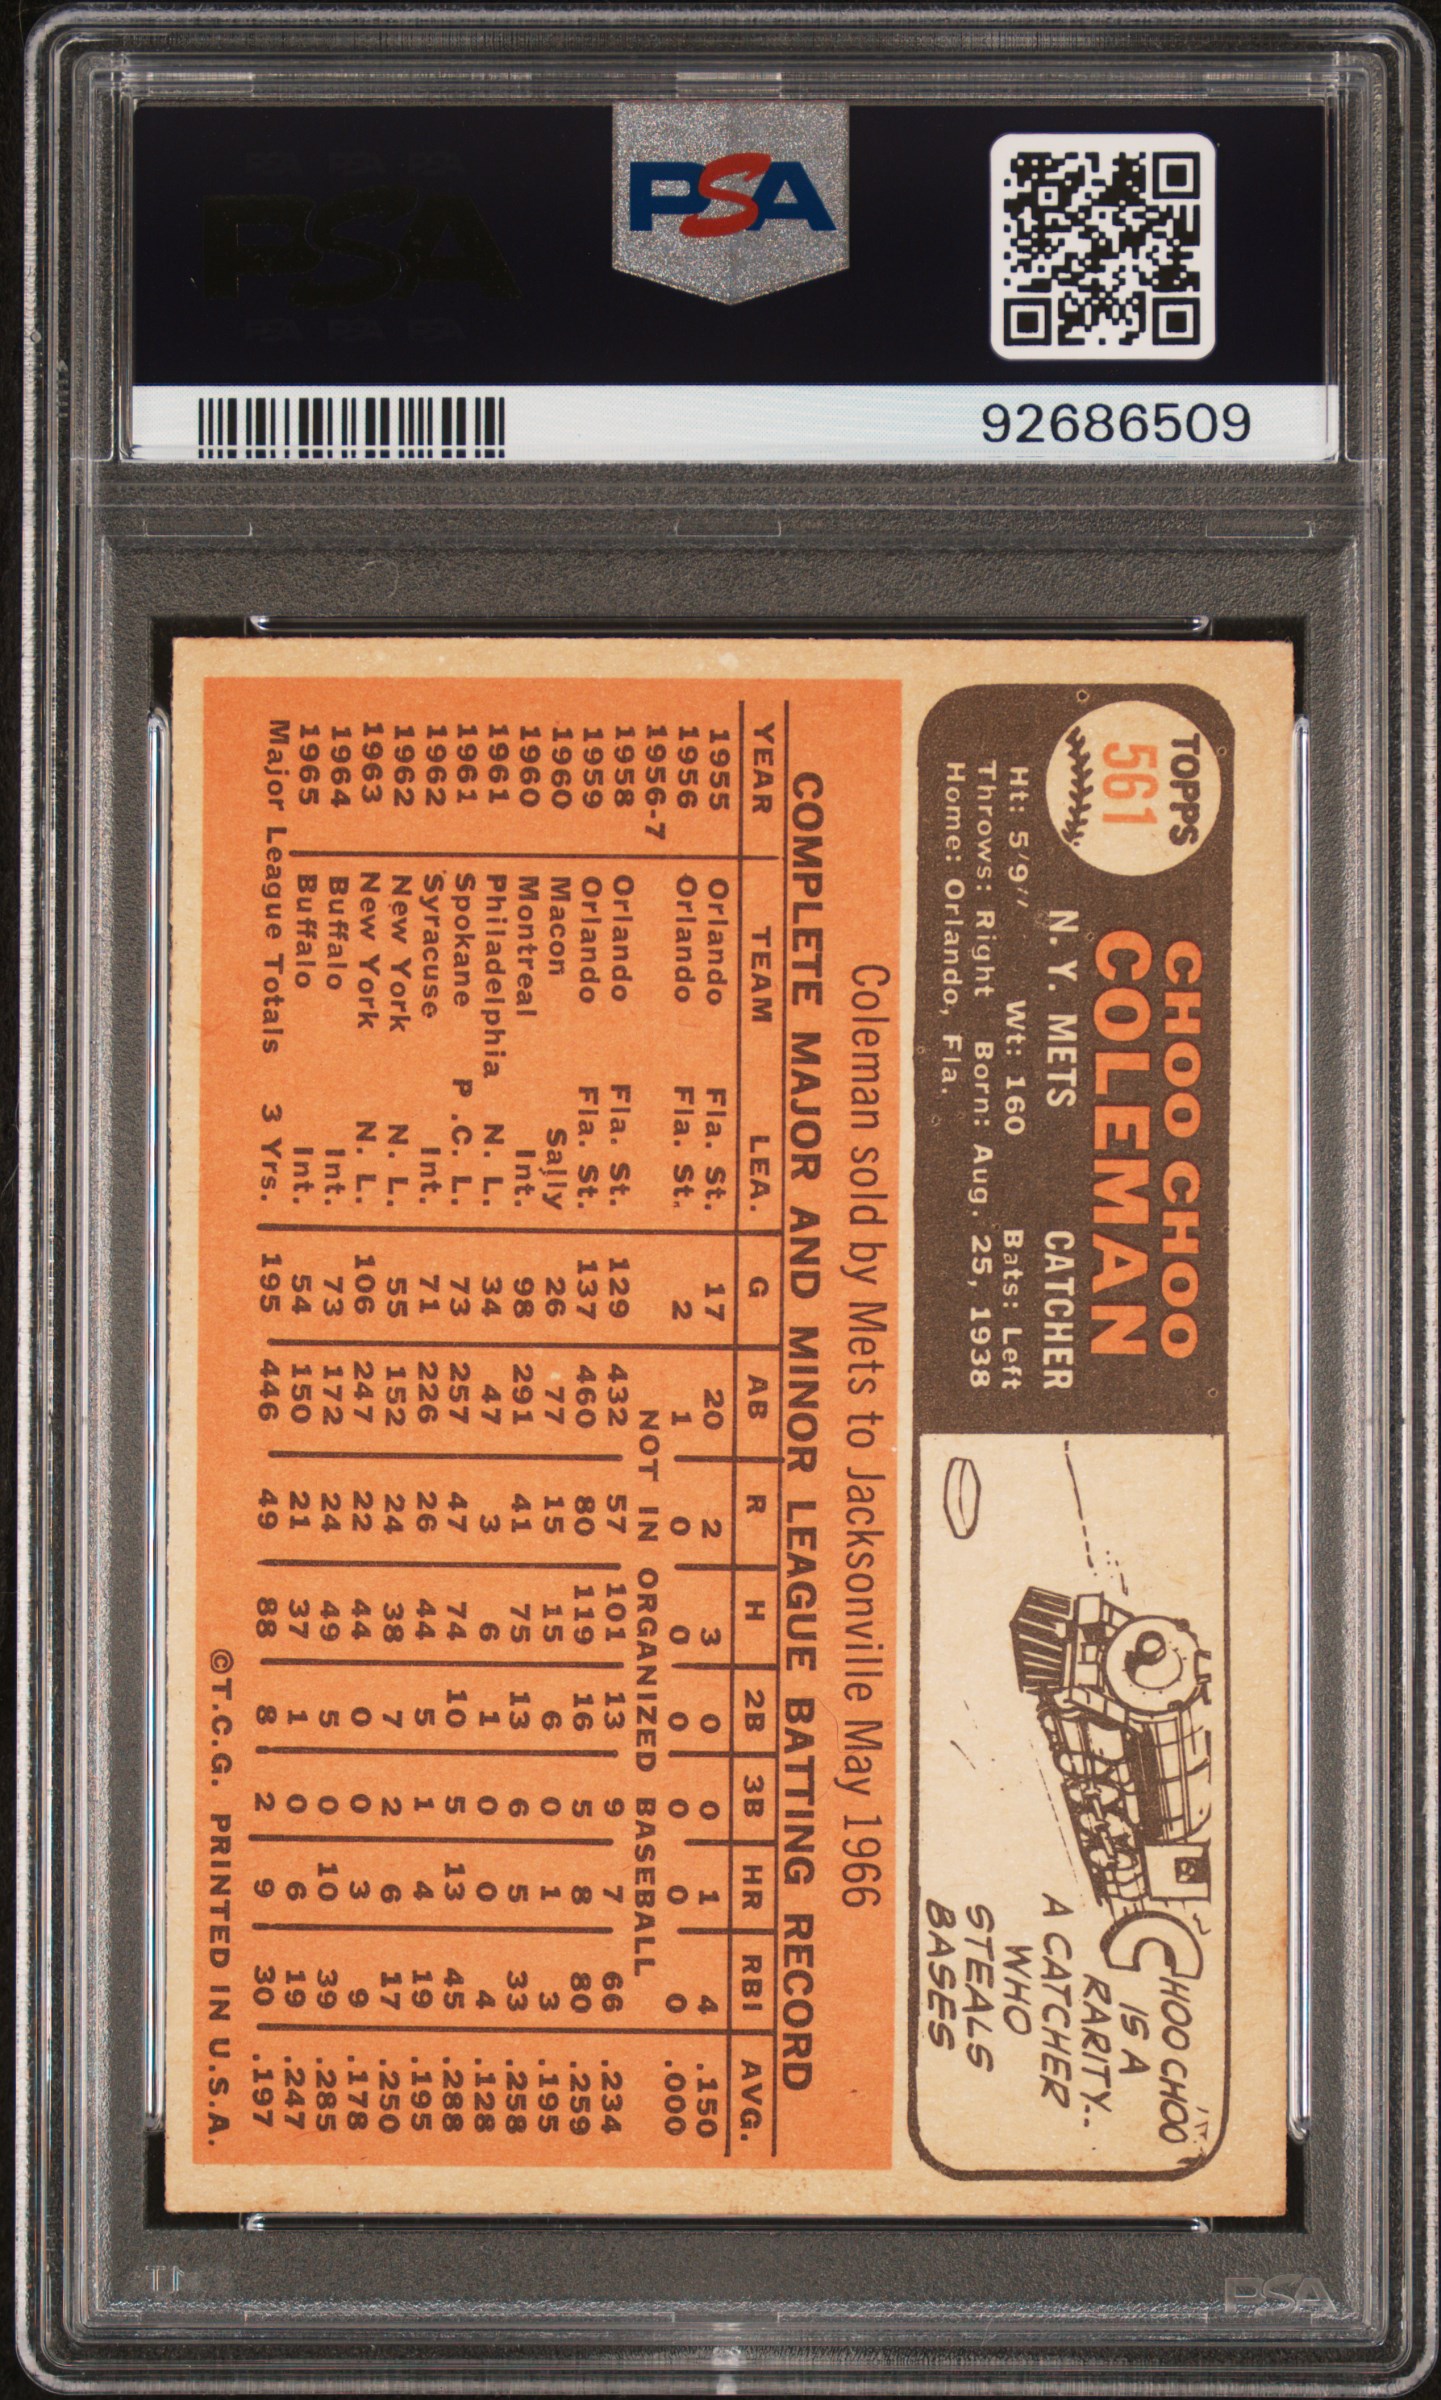 PSA
92686509
TOPPS
561
CHOO CHOO
COLEMAN
N. Y. METS CATCHER
Ht: 5'9" Wt: 160 Bats: Left
Throws: Right Born: Aug. 25, 1938
Home: Orlando, Fla.
CHOO CHOO
IS A
RARITY..
A CATCHER
WHO
STEALS
BASES
Coleman sold by Mets to Jacksonville May 1966
COMPLETE MAJOR AND MINOR LEAGUE BATTING RECORD
YEAR TEAM LEA. G AB R H 2B 3B HR RBI AVG.
1955 Orlando Fla. St. 17 20 2 3 0 0 1 4 .150
1956 Orlando Fla. St. 2 1 0 0 0 0 0 0 .000
1956-7 NOT IN ORGANIZED BASEBALL
1958 Orlando Fla. St. 129 432 57 101 13 9 7 66 .234
1959 Orlando Fla. St. 137 460 80 119 16 5 8 80 .259
1960 Macon Sally 26 77 15 15 6 0 1 3 .195
1960 Montreal Int. 98 291 41 75 13 6 5 33 .258
1961 Philadelphia N. L. 34 47 3 6 1 0 0 4 .128
1961 Spokane P.C. L. 73 257 47 74 10 5 13 45 .288
1962 Syracuse Int. 71 226 26 44 5 1 4 19 .195
1962 New York N. L. 55 152 24 38 7 2 6 17 .250
1963 New York N. L. 106 247 22 44 0 0 3 9 .178
1964 Buffalo Int. 73 172 24 49 5 0 10 39 .285
1965 Buffalo Int. 54 150 21 37 1 0 6 19 .247
Major League Totals 3 Yrs. 195 446 49 88 8 2 9 30 .197
©T.C.G. PRINTED IN U.S.A.
PSA